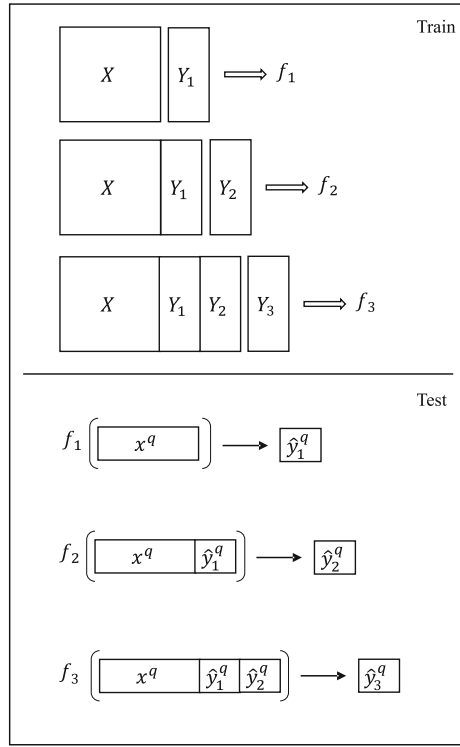 Train
X Y₁ f₁
X Y₁ Y₂ f₂
X Y₁ Y₂ Y₃ f₃
Test
f₁ ( x^q ) ŷ₁^q
f₂ ( x^q ŷ₁^q ) ŷ₂^q
f₃ ( x^q ŷ₁^q ŷ₂^q ) ŷ₃^q